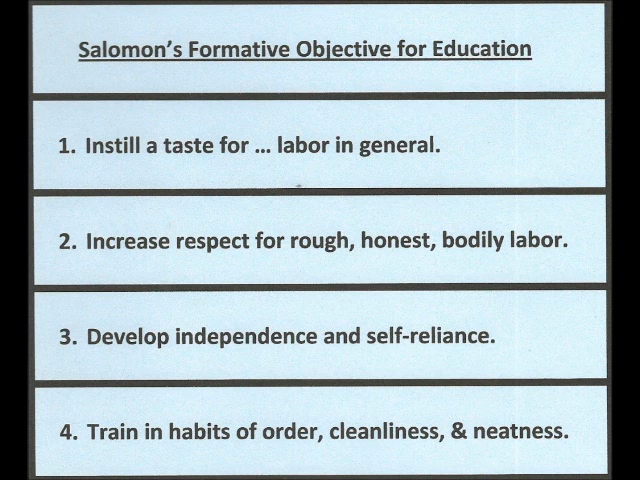 Salomon's Formative Objective for Education
1. Instill a taste for ... labor in general.
2. Increase respect for rough, honest, bodily labor.
3. Develop independence and self-reliance.
4. Train in habits of order, cleanliness, & neatness.